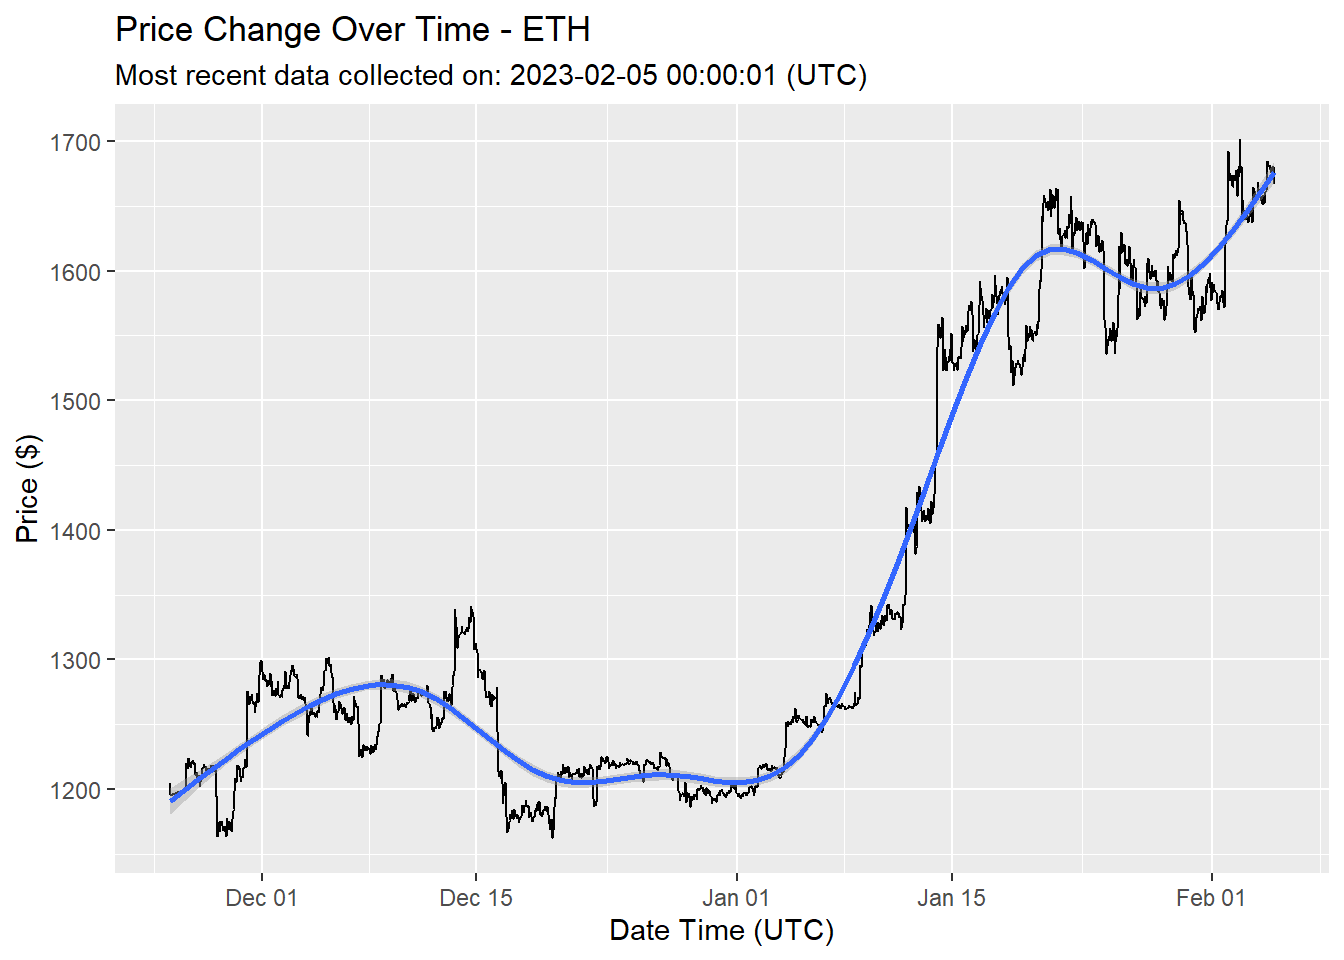 Price Change Over Time - ETH
Most recent data collected on: 2023-02-05 00:00:01 (UTC)
1700
1600
1500
1400
1300
1200
Price ($)
Dec 01
Dec 15
Jan 01
Jan 15
Feb 01
Date Time (UTC)